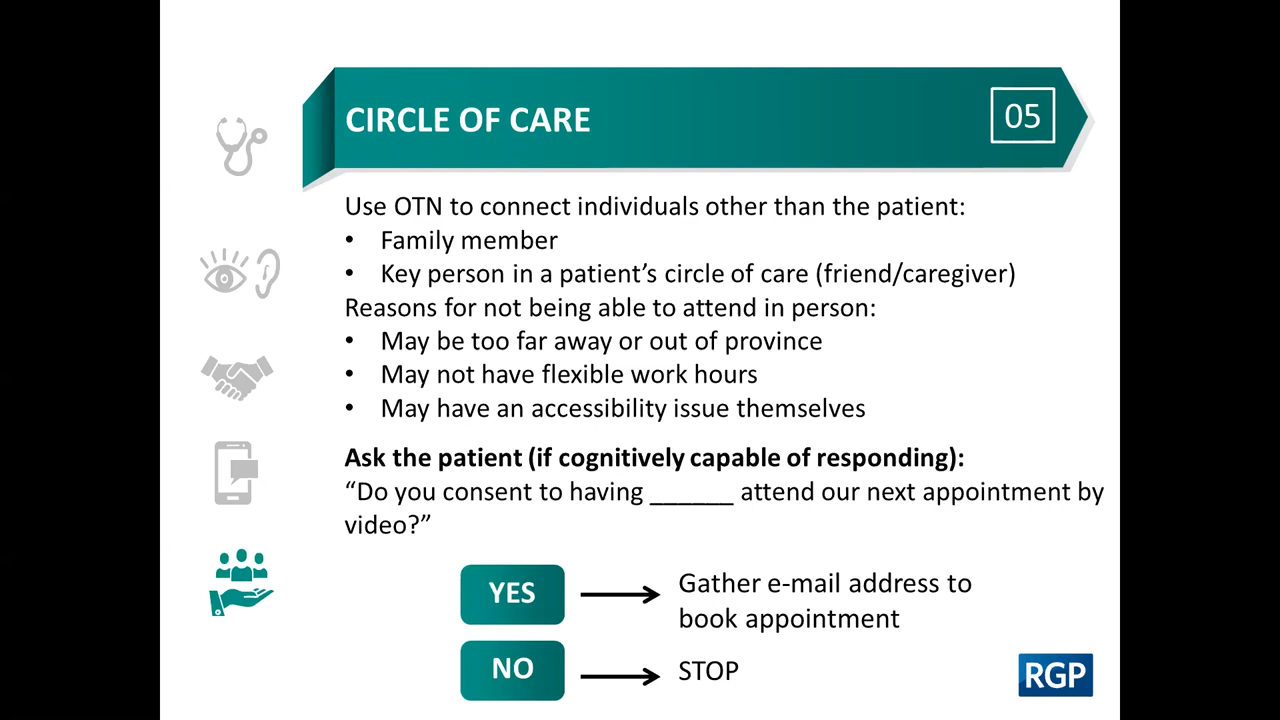 CIRCLE OF CARE
05
Use OTN to connect individuals other than the patient:
• Family member
• Key person in a patient’s circle of care (friend/caregiver)
Reasons for not being able to attend in person:
• May be too far away or out of province
• May not have flexible work hours
• May have an accessibility issue themselves
Ask the patient (if cognitively capable of responding):
“Do you consent to having ______ attend our next appointment by
video?”
YES
Gather e-mail address to
book appointment
NO
STOP
RGP